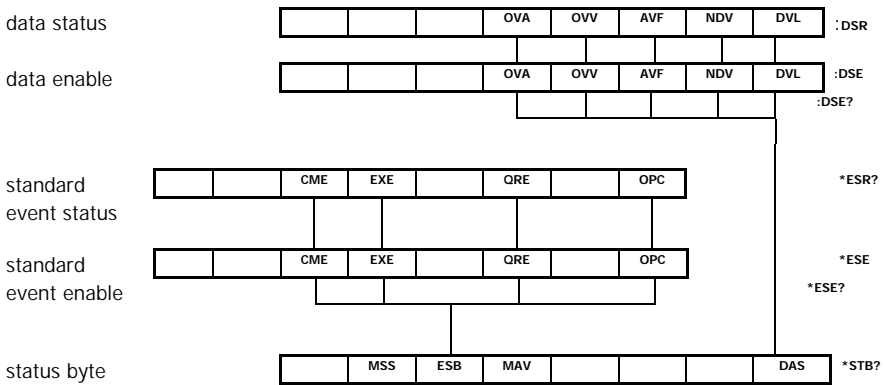 data status OVA OVV AVF NDV DVL :DSR
data enable OVA OVV AVF NDV DVL :DSE
:DSE?
standard CME EXE QRE OPC *ESR?
event status
standard CME EXE QRE OPC *ESE
event enable *ESE?
status byte MSS ESB MAV DAS *STB?